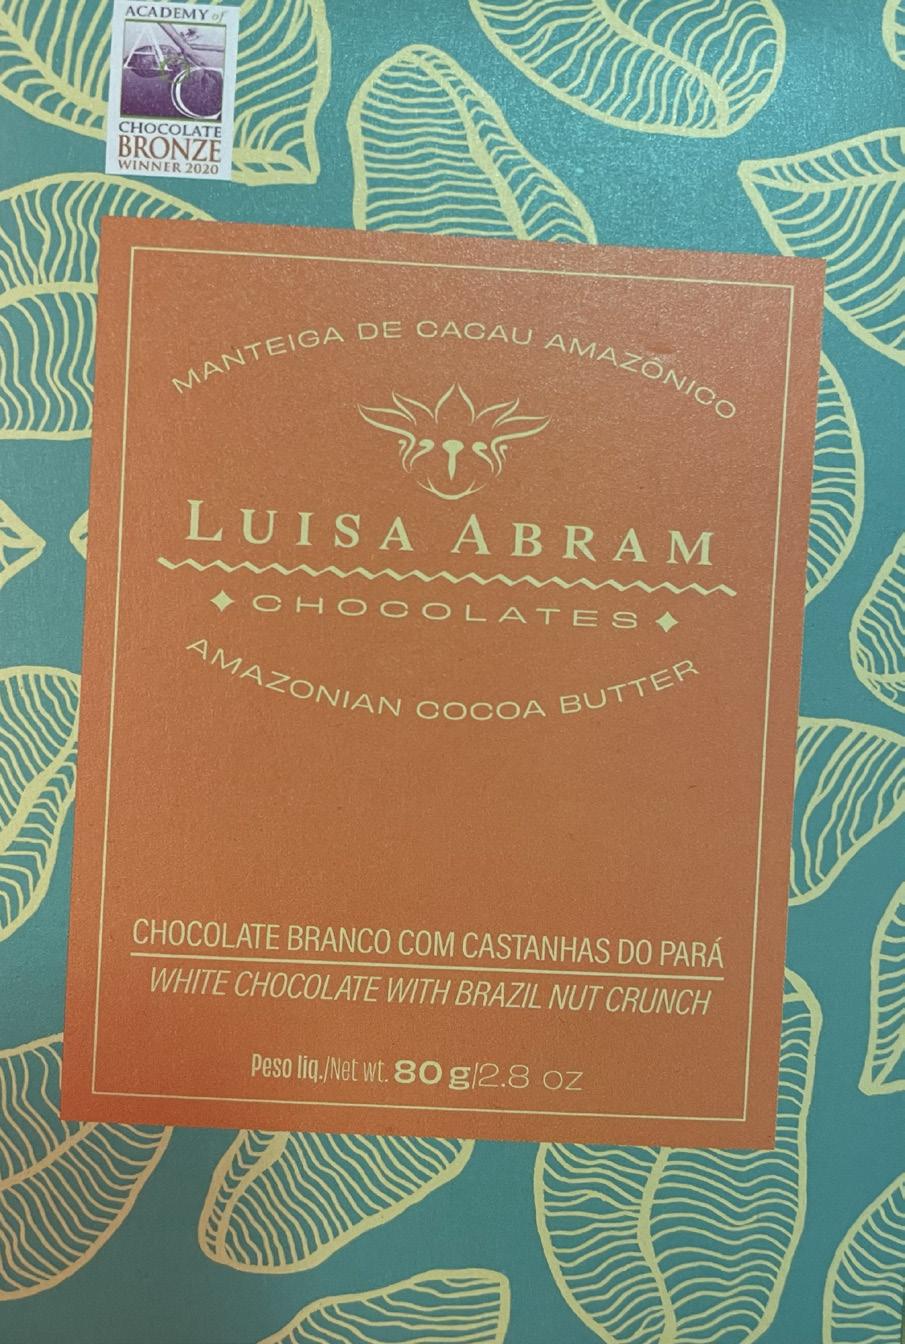 ACADEMY of
AC
CHOCOLATE
BRONZE
WINNER 2020
MANTEIGA DE CACAU AMAZÔNICO
LUISA ABRAM
CHOCOLATES
AMAZONIAN COCOA BUTTER
CHOCOLATE BRANCO COM CASTANHAS DO PARÁ
WHITE CHOCOLATE WITH BRAZIL NUT CRUNCH
Peso liq./Net wt. 80 g/2.8 oz